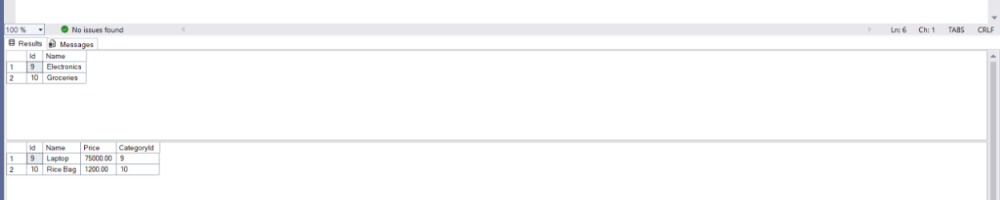 100 % No issues found Ln: 6 Ch: 1 TABS CRLF
Results Messages
Id Name
1 9 Electronics
2 10 Groceries
Id Name Price CategoryId
1 9 Laptop 75000.00 9
2 10 Rice Bag 1200.00 10